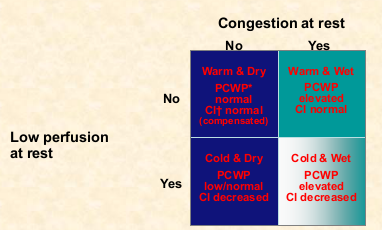 Congestion at rest
No Yes
Warm & Dry
PCWP*
normal
CI† normal
(compensated)
Warm & Wet
PCWP
elevated
CI normal
No
Low perfusion
at rest
Yes
Cold & Dry
PCWP
low/normal
CI decreased
Cold & Wet
PCWP
elevated
CI decreased